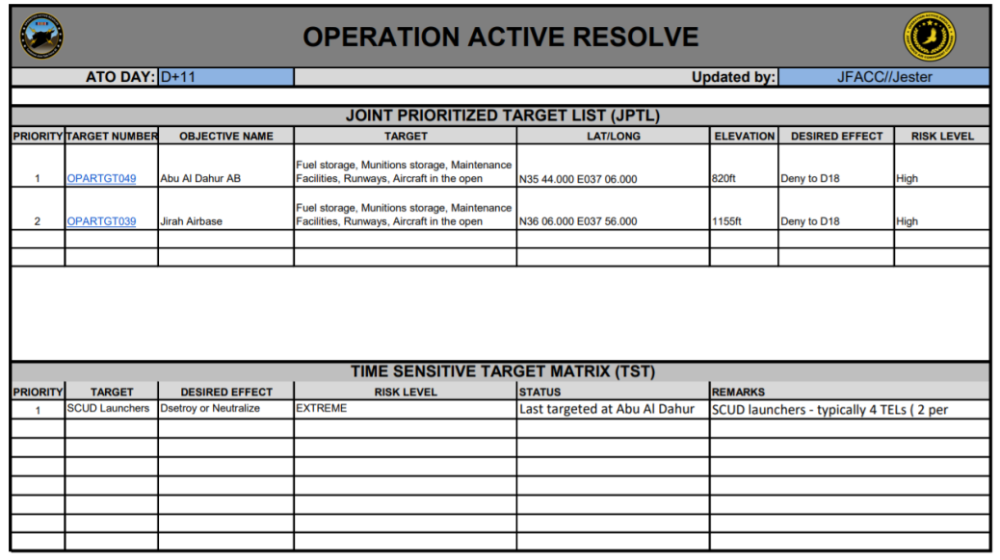 OPERATION ACTIVE RESOLVE
ATO DAY: D+11 Updated by: JFACC//Jester
JOINT PRIORITIZED TARGET LIST (JPTL)
PRIORITY TARGET NUMBER OBJECTIVE NAME TARGET LAT/LONG ELEVATION DESIRED EFFECT RISK LEVEL
Fuel storage, Munitions storage, Maintenance
1 OPARTGT049 Abu Al Dahur AB Facilities, Runways, Aircraft in the open N35 44.000 E037 06.000 820ft Deny to D18 High
Fuel storage, Munitions storage, Maintenance
2 OPARTGT039 Jirah Airbase Facilities, Runways, Aircraft in the open N36 06.000 E037 56.000 1155ft Deny to D18 High
TIME SENSITIVE TARGET MATRIX (TST)
PRIORITY TARGET DESIRED EFFECT RISK LEVEL STATUS REMARKS
1 SCUD Launchers Dsetroy or Neutralize EXTREME Last targeted at Abu Al Dahur SCUD launchers - typically 4 TELs ( 2 per